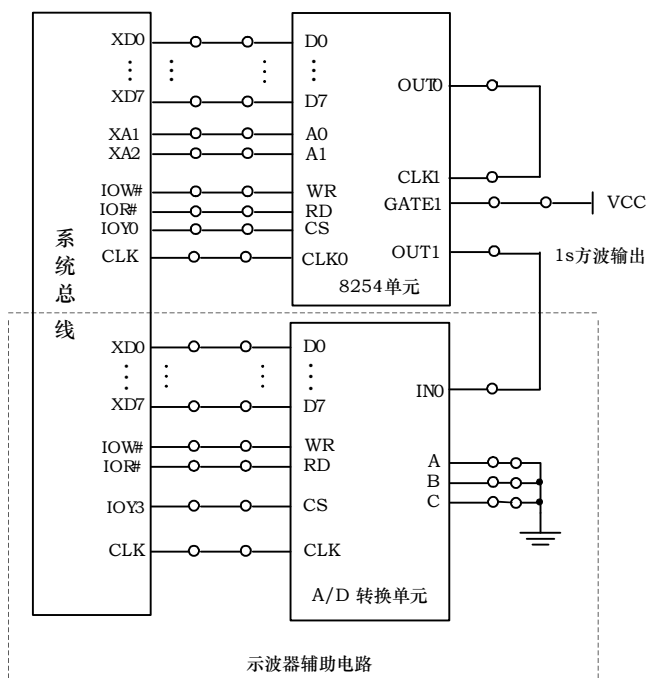 XD0
D0
XD7
D7
OUT0
XA1
A0
XA2
A1
CLK1
IOW#
WR
GATE1
VCC
IOR#
RD
IOY0
CS
系统总线
CLK
CLK0
OUT1
1s方波输出
8254单元
XD0
D0
XD7
D7
IN0
IOW#
WR
IOR#
RD
A
B
C
IOY3
CS
CLK
CLK
A/D 转换单元
示波器辅助电路